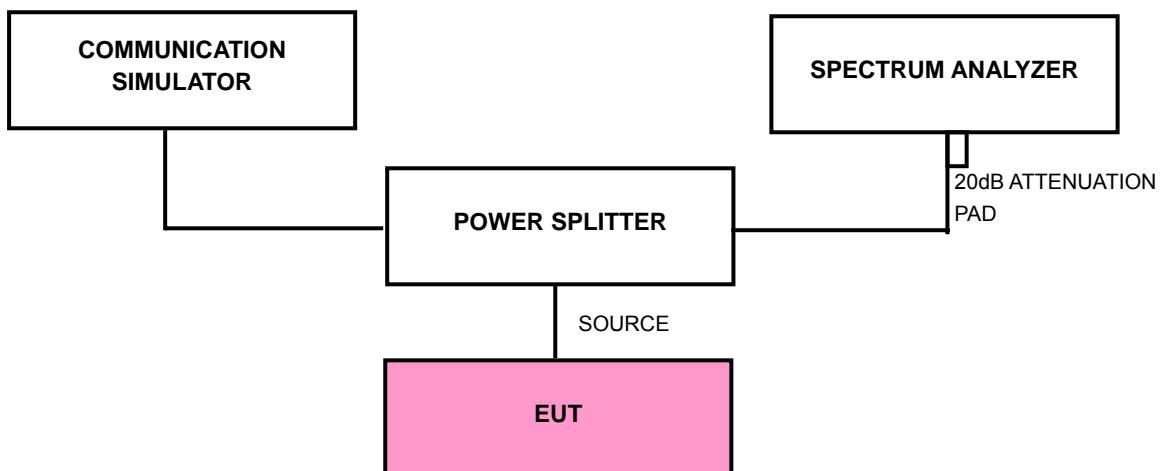 COMMUNICATION
SIMULATOR
SPECTRUM ANALYZER
20dB ATTENUATION
PAD
POWER SPLITTER
SOURCE
EUT